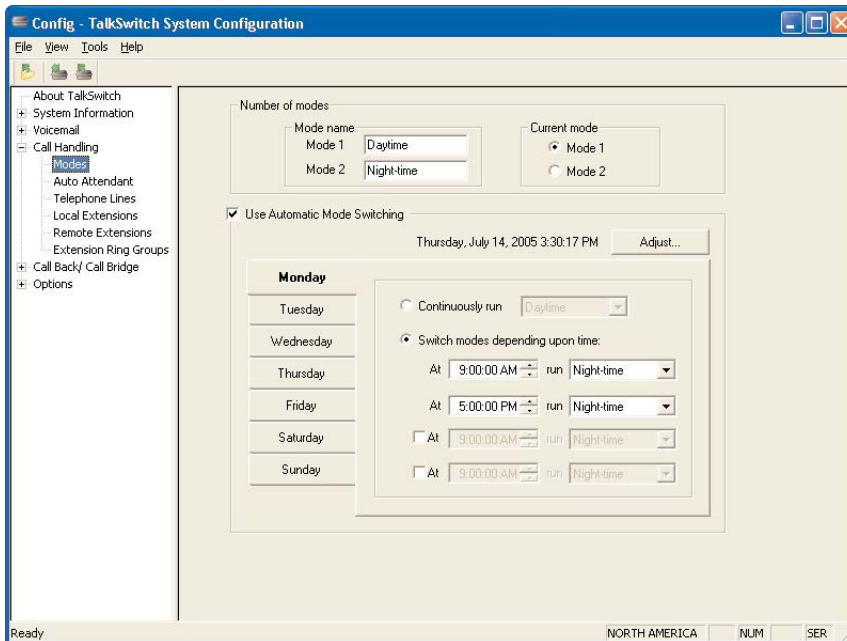 Config - TalkSwitch System Configuration
File View Tools Help
About TalkSwitch
System Information
Voicemail
Call Handling
Modes
Auto Attendant
Telephone Lines
Local Extensions
Remote Extensions
Extension Ring Groups
Call Back/ Call Bridge
Options
Number of modes
Mode name
Mode 1 Daytime
Mode 2 Night-time
Current mode
Mode 1
Mode 2
Use Automatic Mode Switching
Thursday, July 14, 2005 3:30:17 PM Adjust...
Monday
Tuesday
Wednesday
Thursday
Friday
Saturday
Sunday
Continuously run Daytime
Switch modes depending upon time:
At 9:00:00 AM run Night-time
At 5:00:00 PM run Night-time
At 9:00:00 AM run Night-time
At 9:00:00 AM run Night-time
Ready NORTH AMERICA NUM SER